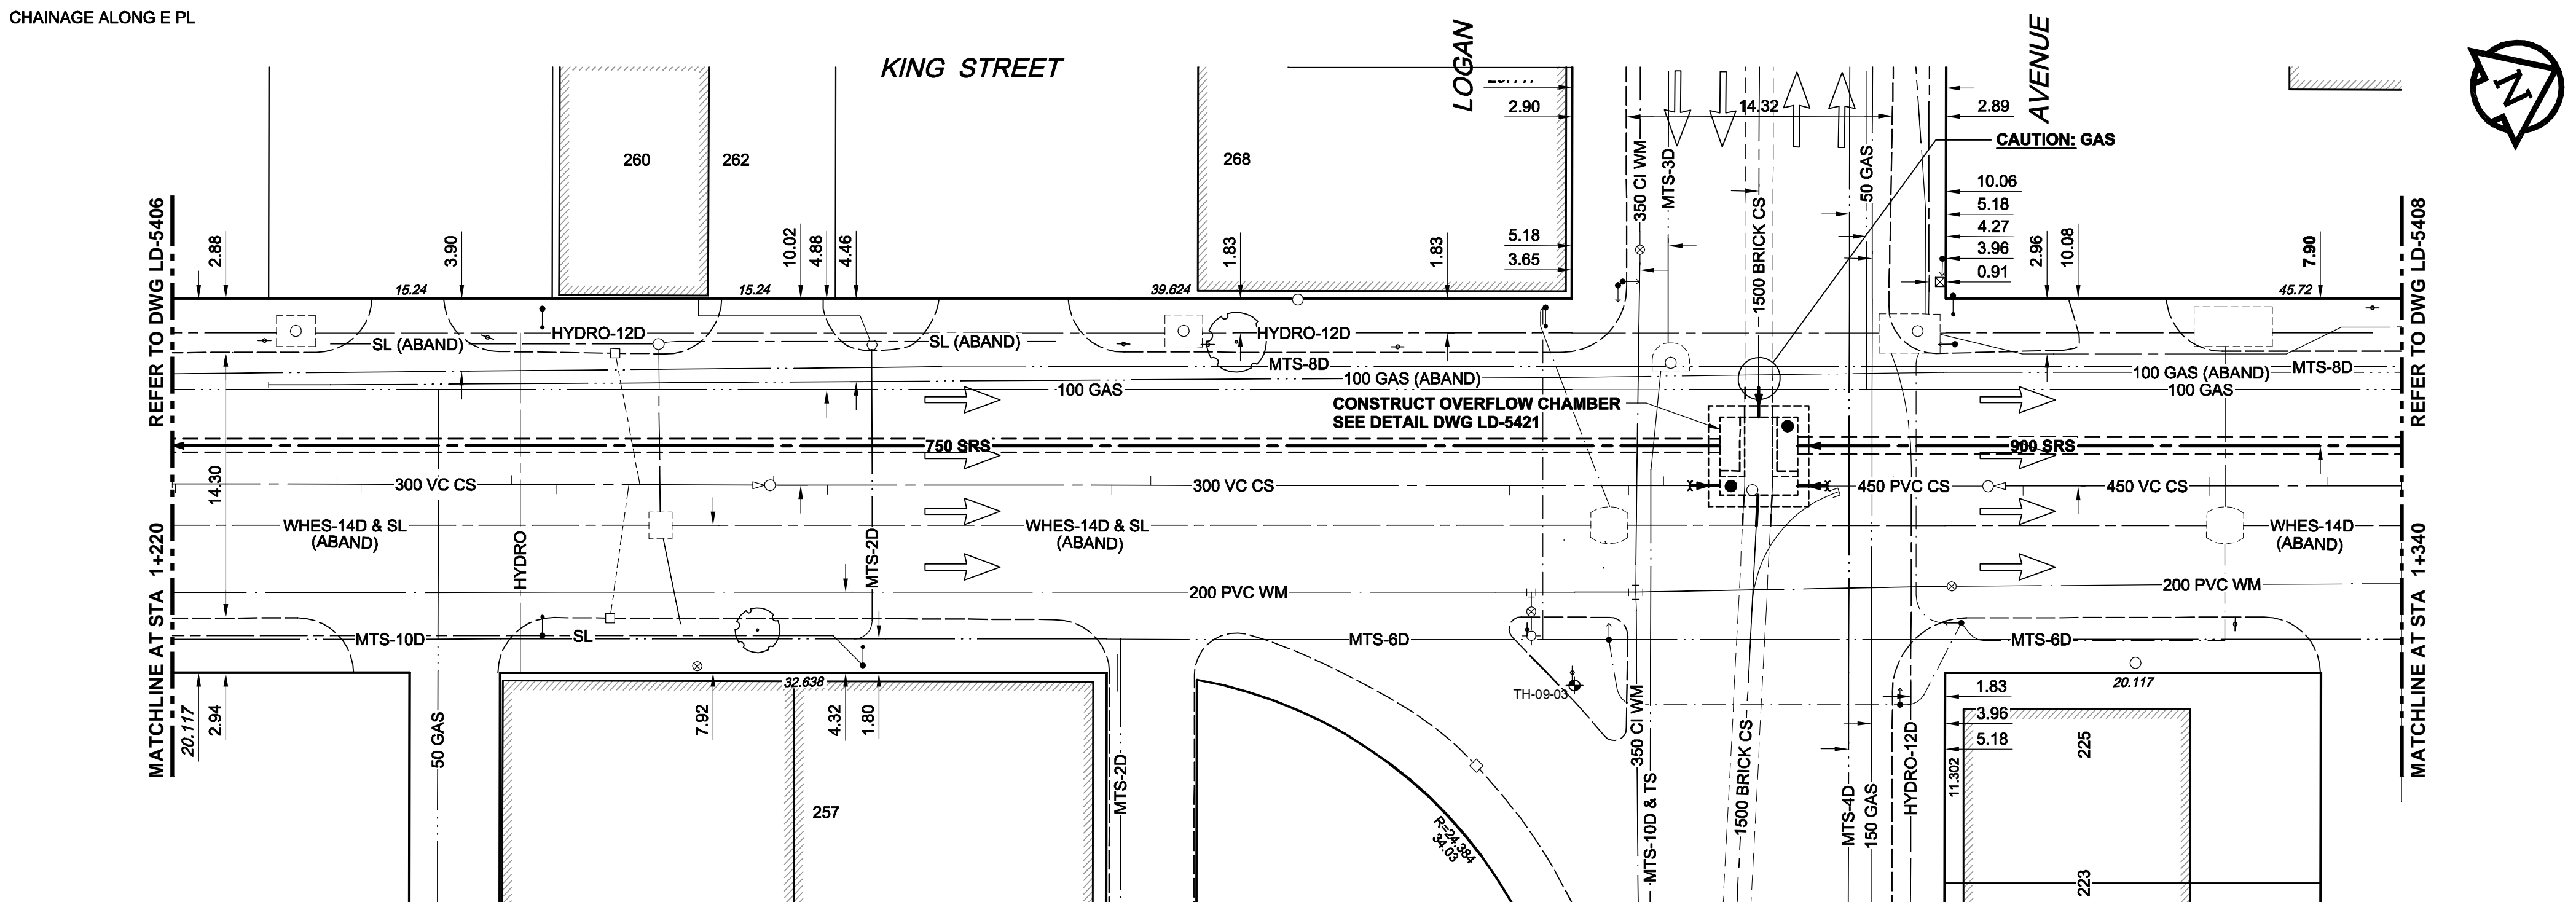 CHAINAGE ALONG E PL
KING STREET
LOGAN
AVENUE
N
2.90
14.32
2.89
CAUTION: GAS
260
262
268
350 CI WM
MTS-3D
1500 BRICK CS
50 GAS
10.06
5.18
4.27
3.96
0.91
5.18
3.65
REFER TO DWG LD-5406
2.88
3.90
10.02
4.88
4.46
1.83
1.83
2.96
10.08
7.90
REFER TO DWG LD-5408
15.24
15.24
39.624
45.72
HYDRO-12D
HYDRO-12D
SL (ABAND)
SL (ABAND)
MTS-8D
MTS-8D
100 GAS
100 GAS (ABAND)
100 GAS (ABAND)
100 GAS
CONSTRUCT OVERFLOW CHAMBER
SEE DETAIL DWG LD-5421
750 SRS
900 SRS
14.30
300 VC CS
300 VC CS
450 PVC CS
450 VC CS
WHES-14D & SL
(ABAND)
WHES-14D & SL
(ABAND)
WHES-14D
(ABAND)
HYDRO
MTS-2D
200 PVC WM
200 PVC WM
MATCHLINE AT STA 1+220
MATCHLINE AT STA 1+340
MTS-10D
SL
MTS-6D
MTS-6D
20.117
2.94
32.638
7.92
4.32
1.80
TH-09-03
20.117
1.83
3.96
5.18
11.302
50 GAS
MTS-2D
257
R=24.384
34.03
350 CI WM
MTS-10D & TS
1500 BRICK CS
MTS-4D
150 GAS
HYDRO-12D
225
223